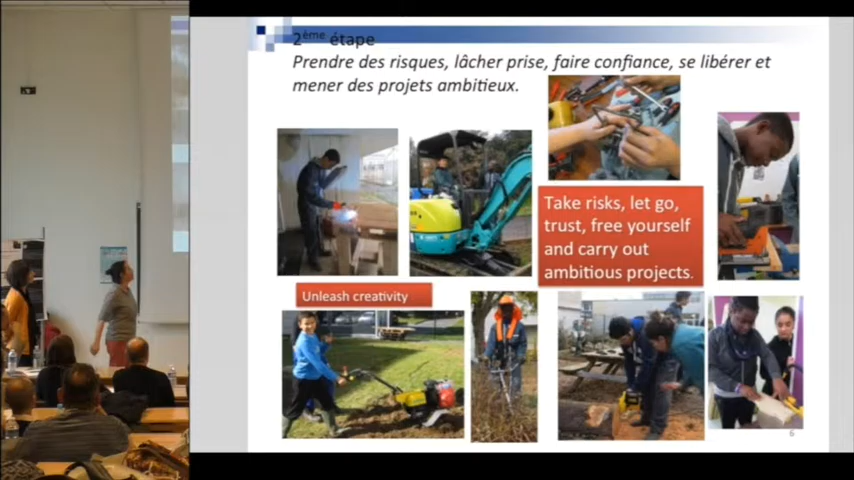 2ème étape
Prendre des risques, lâcher prise, faire confiance, se libérer et
mener des projets ambitieux.
Take risks, let go,
trust, free yourself
and carry out
ambitious projects.
Unleash creativity
6